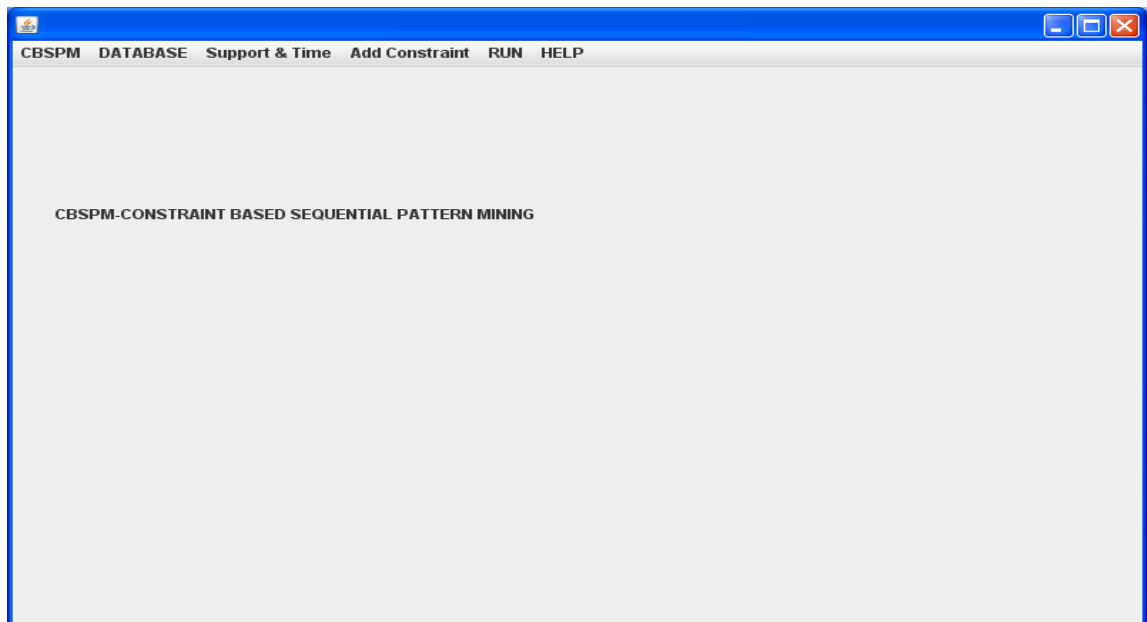 CBSPM DATABASE Support & Time Add Constraint RUN HELP
CBSPM-CONSTRAINT BASED SEQUENTIAL PATTERN MINING